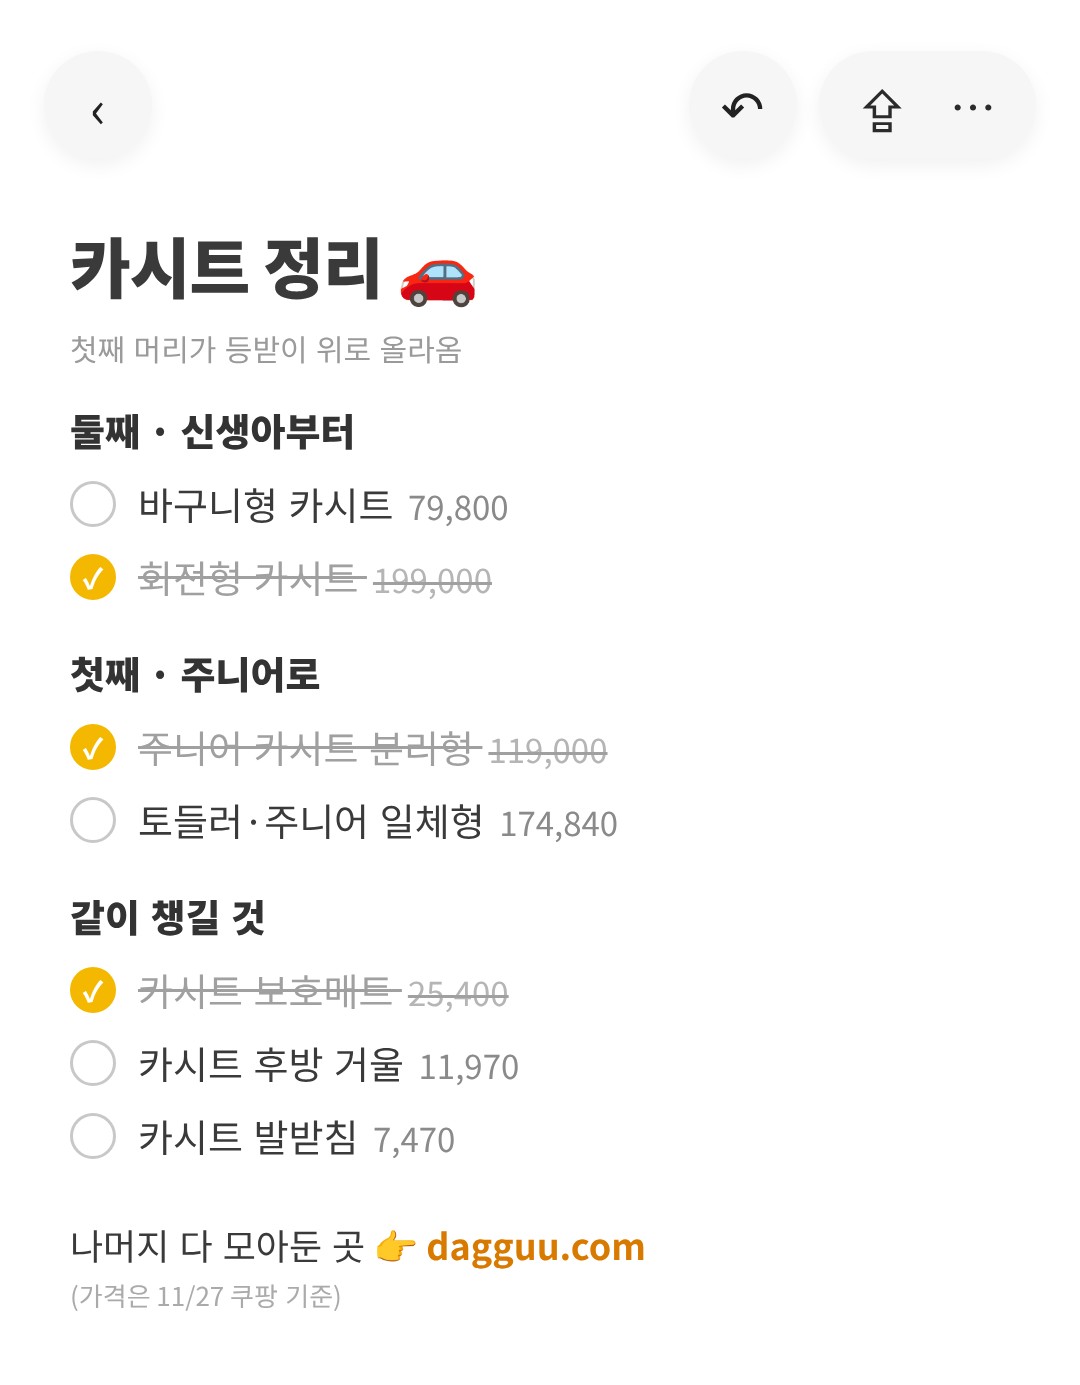 카시트 정리 🚗
첫째 머리가 등받이 위로 올라옴
둘째 · 신생아부터
바구니형 카시트 79,800
회전형 카시트 199,000
첫째 · 주니어로
주니어 카시트 분리형 119,000
토들러·주니어 일체형 174,840
같이 챙길 것
카시트 보호매트 25,400
카시트 후방 거울 11,970
카시트 발받침 7,470
나머지 다 모아둔 곳 👉 dagguu.com
(가격은 11/27 쿠팡 기준)